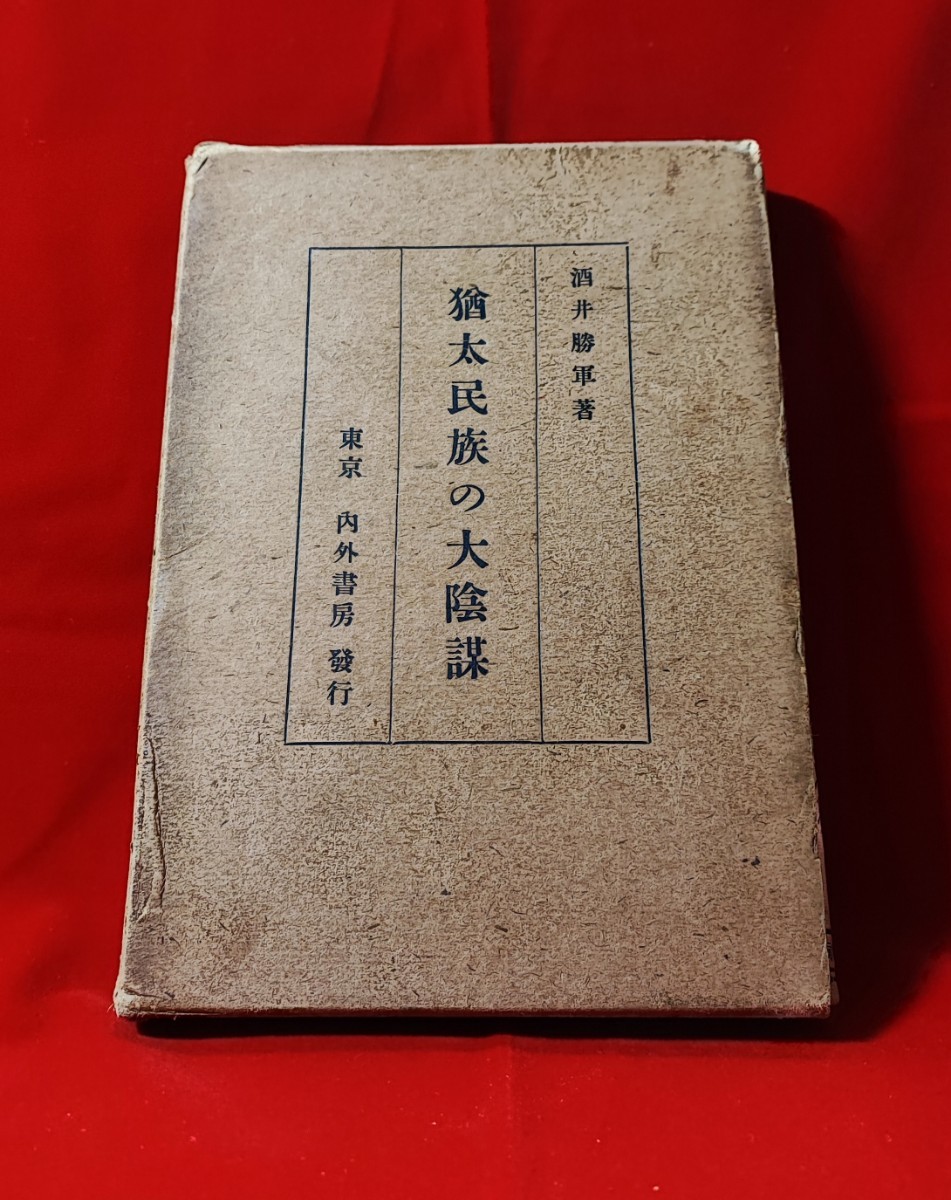 酒井勝軍著
猶太民族の大陰謀
東京 內外書房 發行